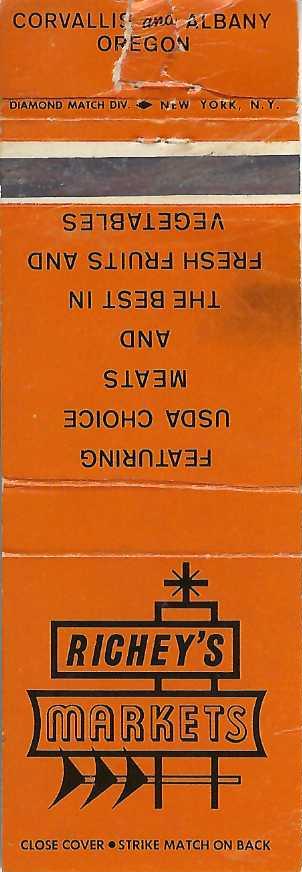 CORVALLIS and ALBANY
OREGON
DIAMOND MATCH DIV. NEW YORK, N.Y.
FEATURING
USDA CHOICE
MEATS
AND
THE BEST IN
FRESH FRUITS AND
VEGETABLES
RICHEY'S
MARKETS
CLOSE COVER • STRIKE MATCH ON BACK